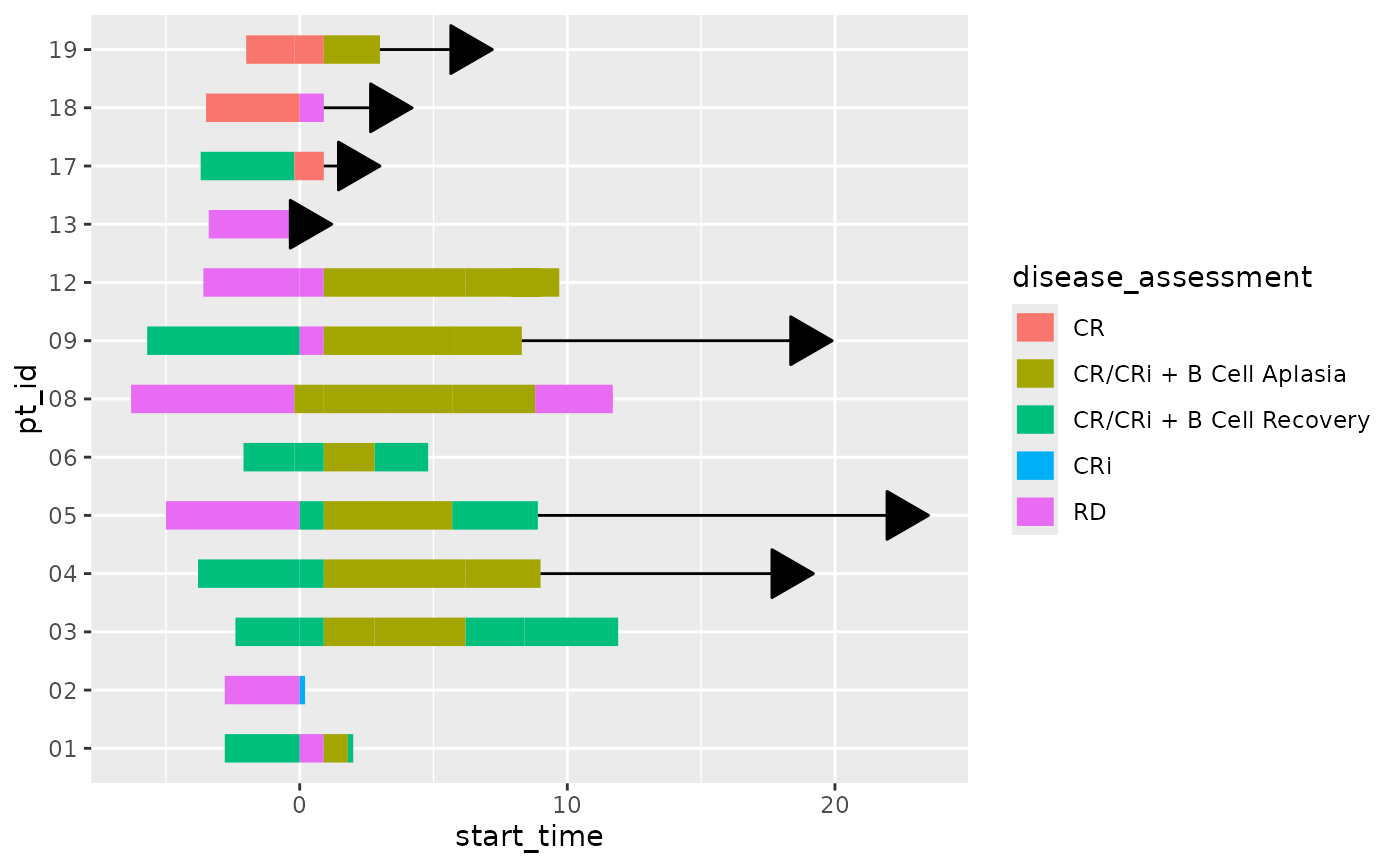 19
18
17
13
12
09
08
06
05
04
03
02
01
pt_id
0 10 20
start_time
disease_assessment
CR
CR/CRi + B Cell Aplasia
CR/CRi + B Cell Recovery
CRi
RD